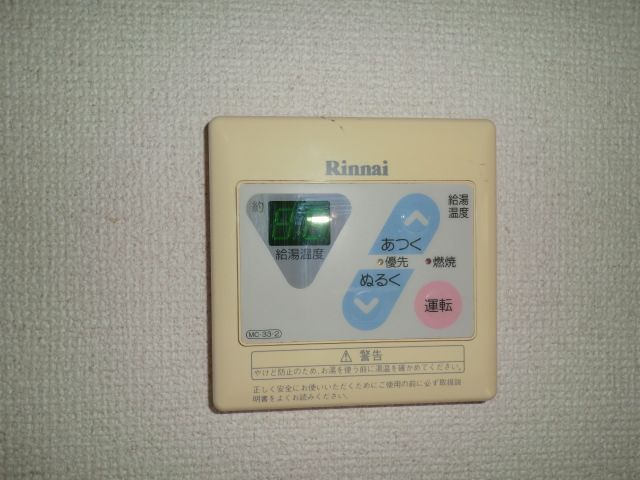 Rinnai
約
給湯温度
給湯
温度
あつく
優先
燃焼
ぬるく
運転
MC-33-2
⚠ 警告
やけど防止のため、お湯を使う前に湯温を確かめてください。
正しく安全にお使いいただくためにご使用の前に必ず取扱説
明書をよくお読みください。